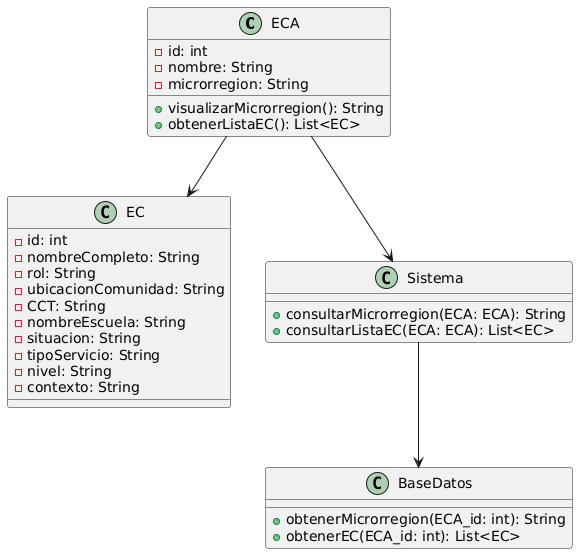 C ECA
id: int
nombre: String
microrregion: String
visualizarMicrorregion(): String
obtenerListaEC(): List<EC>
C EC
id: int
nombreCompleto: String
rol: String
ubicacionComunidad: String
CCT: String
nombreEscuela: String
situacion: String
tipoServicio: String
nivel: String
contexto: String
C Sistema
consultarMicrorregion(ECA: ECA): String
consultarListaEC(ECA: ECA): List<EC>
C BaseDatos
obtenerMicrorregion(ECA_id: int): String
obtenerEC(ECA_id: int): List<EC>